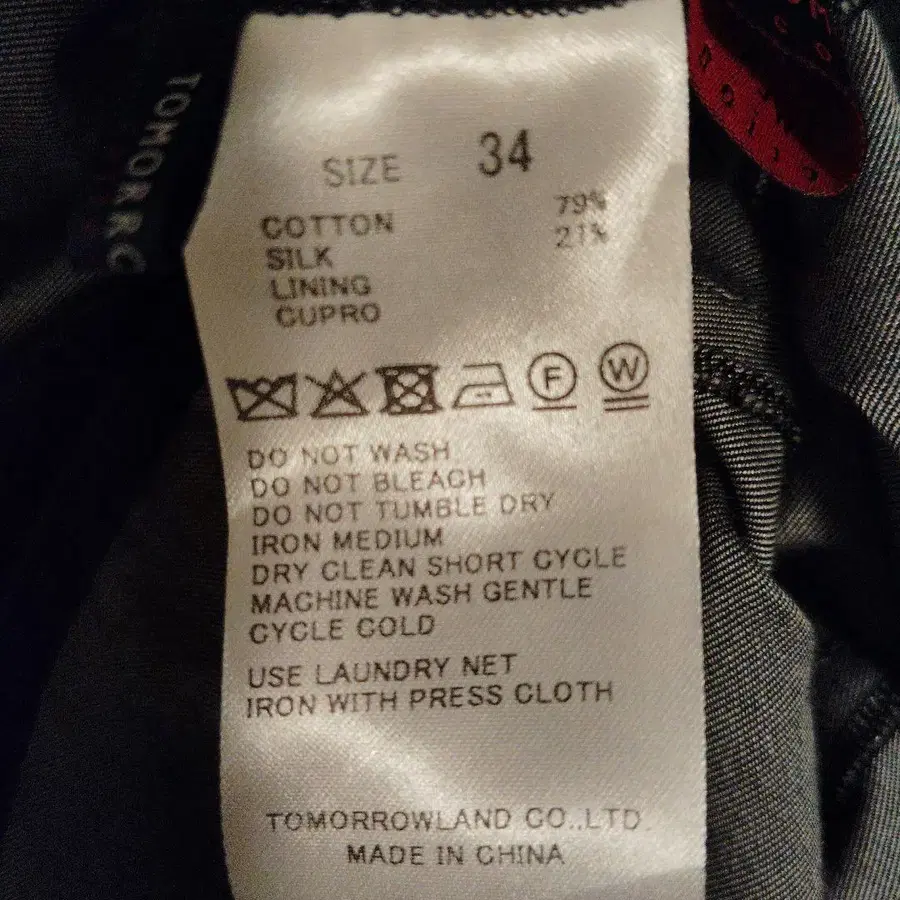 TOMORRO
SIZE 34
COTTON 79%
SILK 21%
LINING
CUPRO
F W
DO NOT WASH
DO NOT BLEACH
DO NOT TUMBLE DRY
IRON MEDIUM
DRY CLEAN SHORT CYCLE
MACHINE WASH GENTLE
CYCLE COLD
USE LAUNDRY NET
IRON WITH PRESS CLOTH
TOMORROWLAND CO.,LTD.
MADE IN CHINA